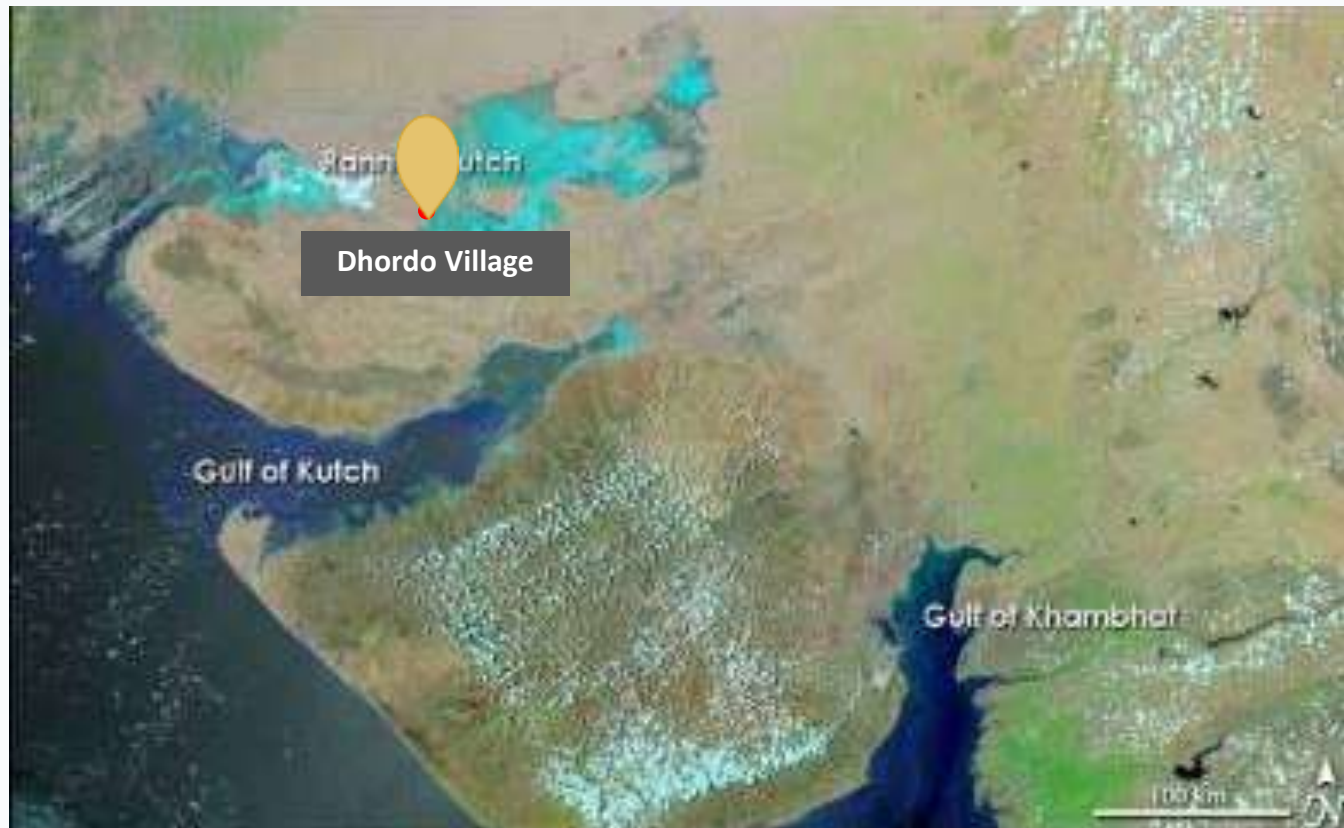 Rann utch
Dhordo Village
Gulf of Kutch
Gulf of Khambhat
100 km
N